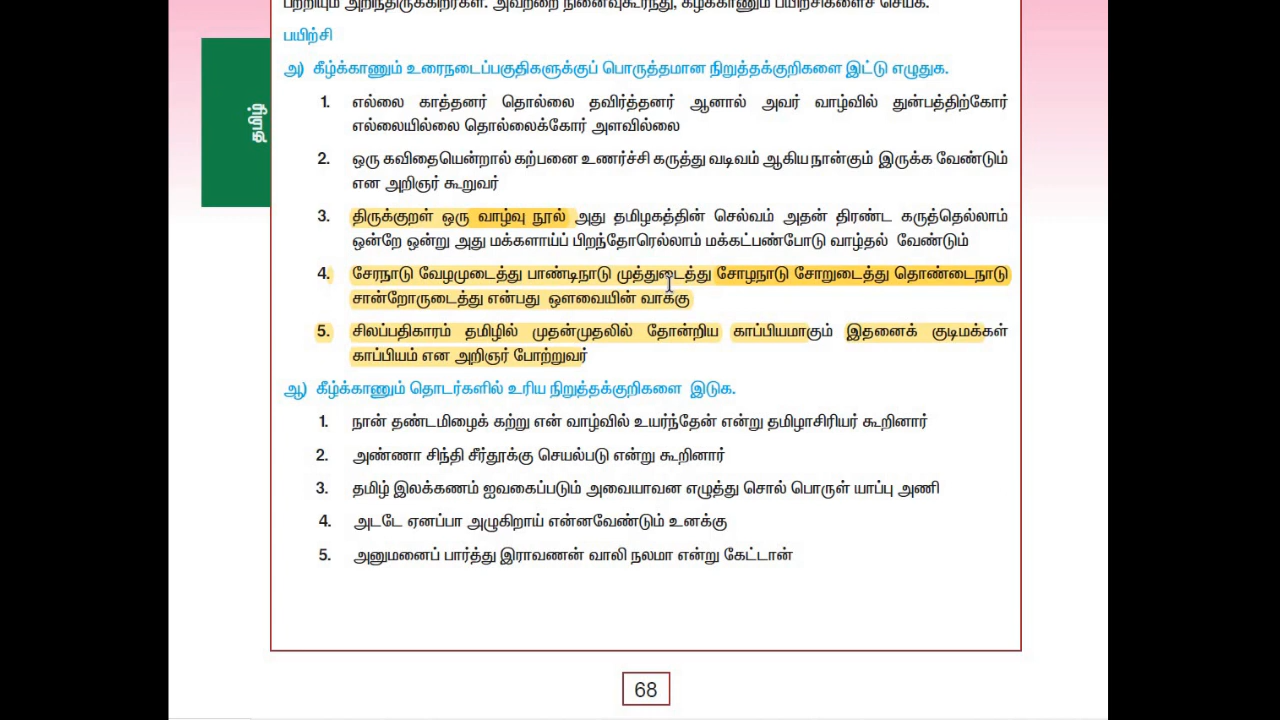 பற்றியும் அறிந்திருக்கிறீர்கள். அவற்றை நினைவுகூர்ந்து, கீழ்க்காணும் பயிற்சிகளைச் செய்க.
பயிற்சி
அ) கீழ்க்காணும் உரைநடைப்பகுதிகளுக்குப் பொருத்தமான நிறுத்தக்குறிகளை இட்டு எழுதுக.
தமிழ்
1. எல்லை காத்தனர் தொல்லை தவிர்த்தனர் ஆனால் அவர் வாழ்வில் துன்பத்திற்கோர்
எல்லையில்லை தொல்லைக்கோர் அளவில்லை
2. ஒரு கவிதையென்றால் கற்பனை உணர்ச்சி கருத்து வடிவம் ஆகிய நான்கும் இருக்க வேண்டும்
என அறிஞர் கூறுவர்
3. திருக்குறள் ஒரு வாழ்வு நூல் அது தமிழகத்தின் செல்வம் அதன் திரண்ட கருத்தெல்லாம்
ஒன்றே ஒன்று அது மக்களாய்ப் பிறந்தோரெல்லாம் மக்கட்பண்போடு வாழ்தல் வேண்டும்
4. சேரநாடு வேழமுடைத்து பாண்டிநாடு முத்துடைத்து சோழநாடு சோறுடைத்து தொண்டைநாடு
சான்றோருடைத்து என்பது ஔவையின் வாக்கு
5. சிலப்பதிகாரம் தமிழில் முதன்முதலில் தோன்றிய காப்பியமாகும் இதனைக் குடிமக்கள்
காப்பியம் என அறிஞர் போற்றுவர்
ஆ) கீழ்க்காணும் தொடர்களில் உரிய நிறுத்தக்குறிகளை இடுக.
1. நான் தண்டமிழைக் கற்று என் வாழ்வில் உயர்ந்தேன் என்று தமிழாசிரியர் கூறினார்
2. அண்ணா சிந்தி சீர்தூக்கு செயல்படு என்று கூறினார்
3. தமிழ் இலக்கணம் ஐவகைப்படும் அவையாவன எழுத்து சொல் பொருள் யாப்பு அணி
4. அடடே ஏனப்பா அழுகிறாய் என்னவேண்டும் உனக்கு
5. அனுமனைப் பார்த்து இராவணன் வாலி நலமா என்று கேட்டான்
68